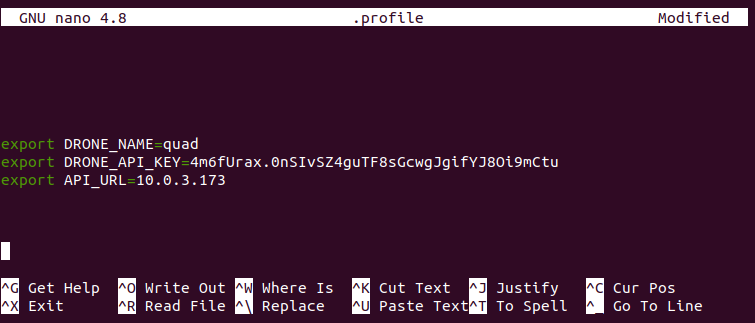 GNU nano 4.8 .profile Modified
export DRONE_NAME=quad
export DRONE_API_KEY=4m6fUrax.0nSIvSZ4guTF8sGcwgJgifYJ8Oi9mCtu
export API_URL=10.0.3.173
^G Get Help ^O Write Out ^W Where Is ^K Cut Text ^J Justify ^C Cur Pos
^X Exit ^R Read File ^\ Replace ^U Paste Text ^T To Spell ^_ Go To Line